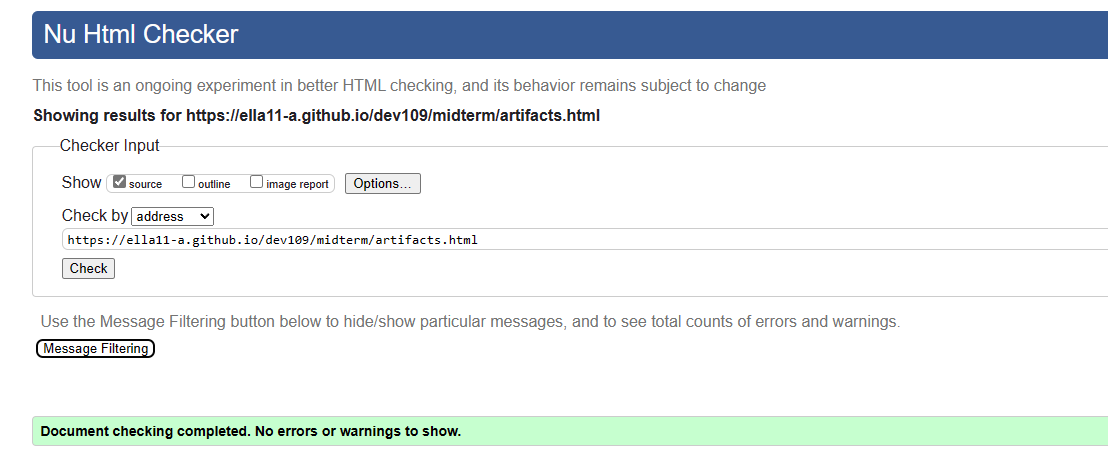 Nu Html Checker
This tool is an ongoing experiment in better HTML checking, and its behavior remains subject to change
Showing results for https://ella11-a.github.io/dev109/midterm/artifacts.html
Checker Input
Show source outline image report Options...
Check by address
https://ella11-a.github.io/dev109/midterm/artifacts.html
Check
Use the Message Filtering button below to hide/show particular messages, and to see total counts of errors and warnings.
Message Filtering
Document checking completed. No errors or warnings to show.